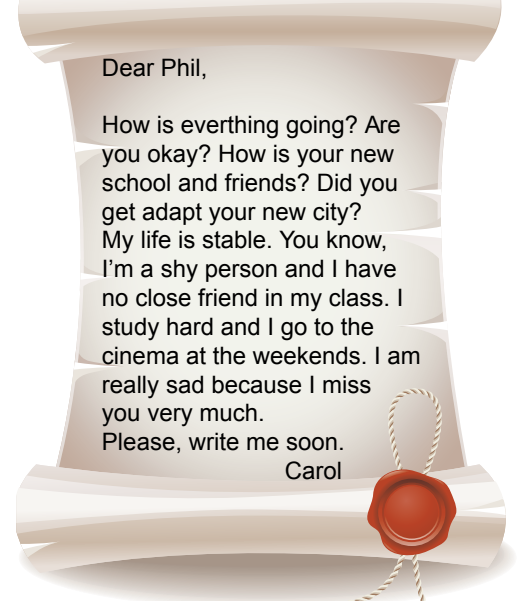 Dear Phil,
How is everthing going? Are
you okay? How is your new
school and friends? Did you
get adapt your new city?
My life is stable. You know,
I'm a shy person and I have
no close friend in my class. I
study hard and I go to the
cinema at the weekends. I am
really sad because I miss
you very much.
Please, write me soon.
Carol